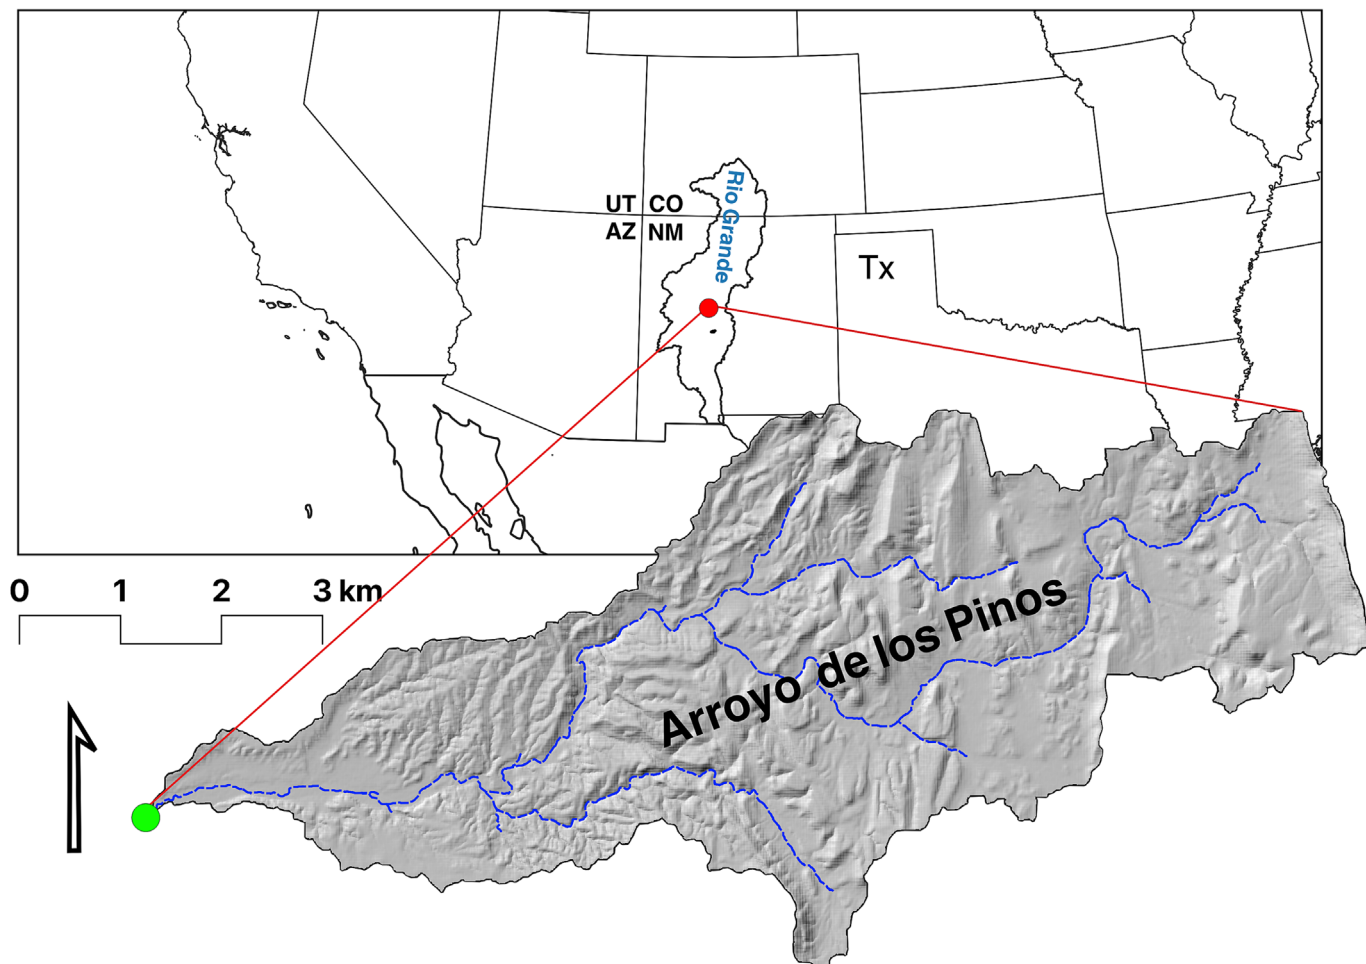 UT CO
AZ NM
Rio Grande
Tx
0 1 2 3 km
Arroyo de los Pinos